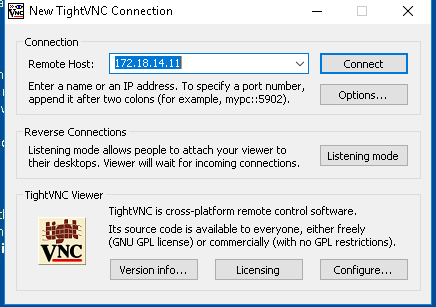 New TightVNC Connection
Connection
Remote Host:
172.18.14.11
Connect
Enter a name or an IP address. To specify a port number,
append it after two colons (for example, mypc::5902).
Options...
Reverse Connections
Listening mode allows people to attach your viewer to
their desktops. Viewer will wait for incoming connections.
Listening mode
TightVNC Viewer
TightVNC is cross-platform remote control software.
Its source code is available to everyone, either freely
(GNU GPL license) or commercially (with no GPL restrictions).
tight
VNC
Version info...
Licensing
Configure...